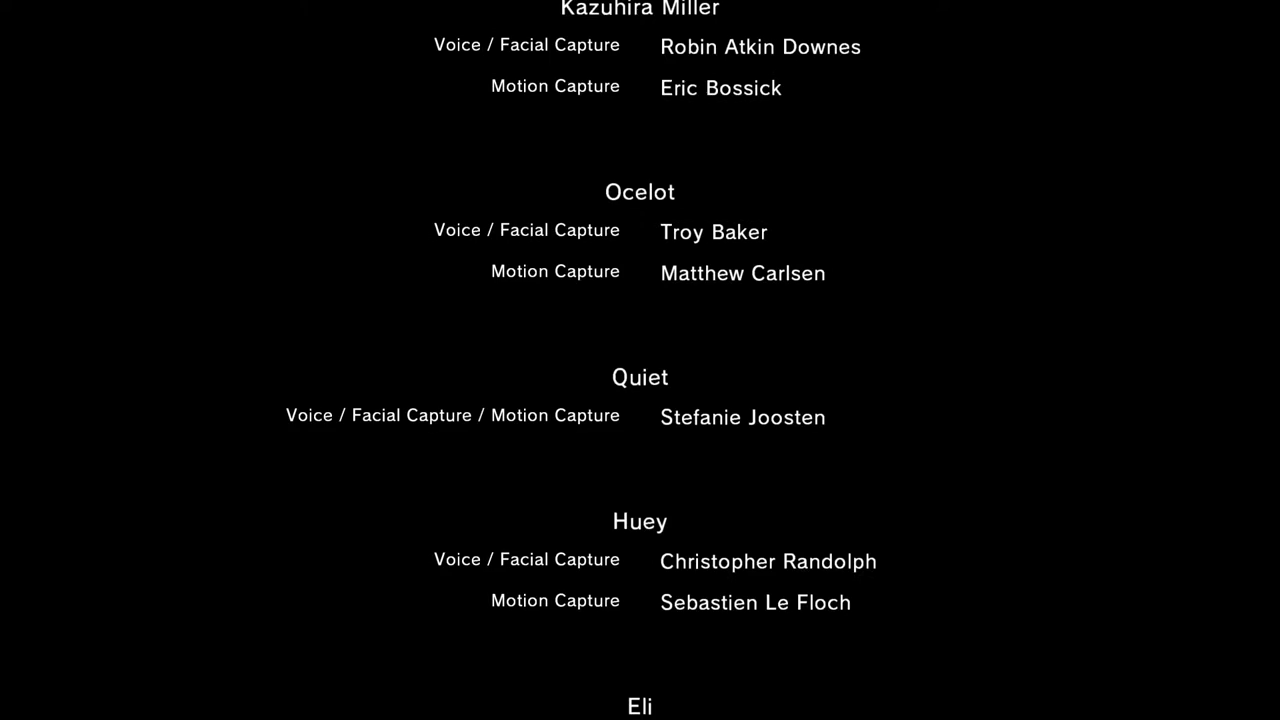 Kazuhira Miller
Voice / Facial Capture Robin Atkin Downes
Motion Capture Eric Bossick
Ocelot
Voice / Facial Capture Troy Baker
Motion Capture Matthew Carlsen
Quiet
Voice / Facial Capture / Motion Capture Stefanie Joosten
Huey
Voice / Facial Capture Christopher Randolph
Motion Capture Sebastien Le Floch
Eli